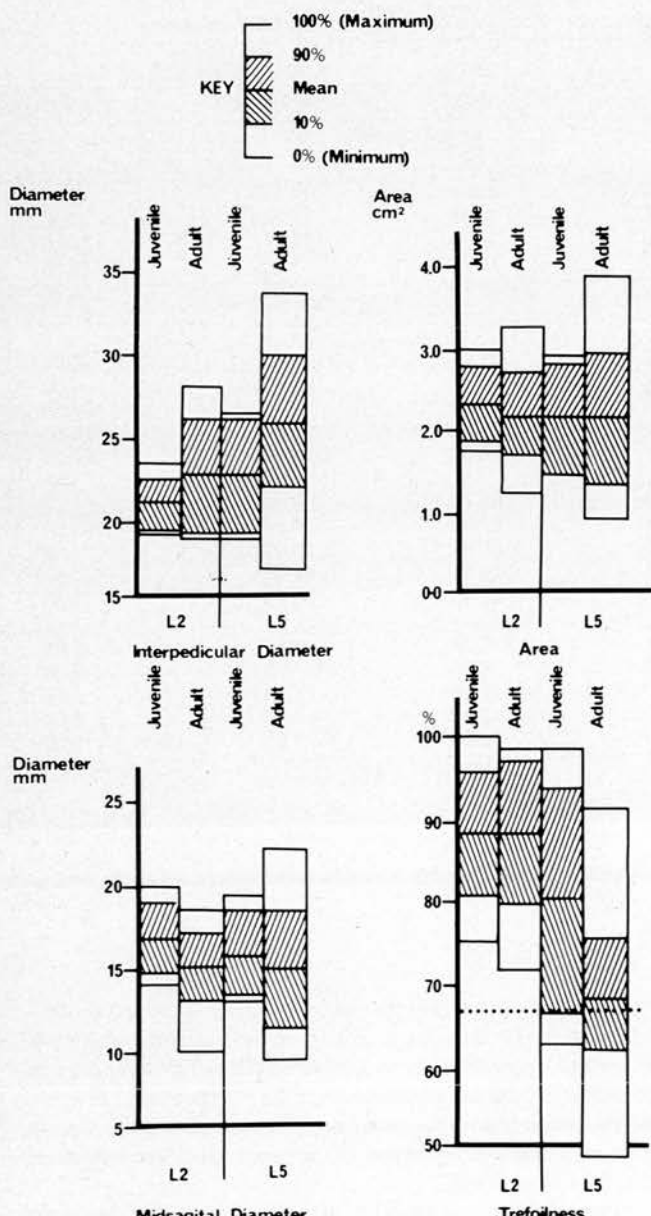 100% (Maximum)
90%
KEY Mean
10%
0% (Minimum)
Diameter
mm
Juvenile
Adult
Juvenile
Adult
35
30
25
20
15
L2 L5
Interpedicular Diameter
Area
cm²
Juvenile
Adult
Juvenile
Adult
4.0
3.0
2.0
1.0
0·0
L2 L5
Area
Diameter
mm
Juvenile
Adult
Juvenile
Adult
25
20
15
10
5
L2 L5
Midsagital Diameter
%
Juvenile
Adult
Juvenile
Adult
100
90
80
70
60
50
L2 L5
Trefoilness